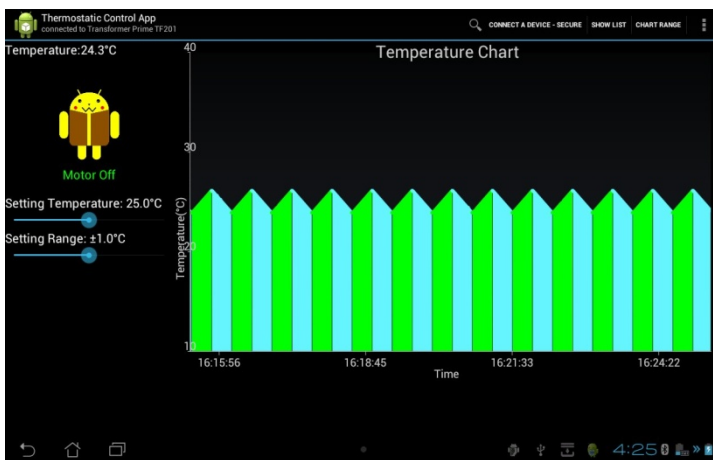 Thermostatic Control App
connected to Transformer Prime TF201
CONNECT A DEVICE - SECURE SHOW LIST CHART RANGE
Temperature:24.3°C
Motor Off
Setting Temperature: 25.0°C
Setting Range: ±1.0°C
Temperature Chart
40
30
20
10
Temperature(°C)
16:15:56 16:18:45 16:21:33 16:24:22
Time
4:25